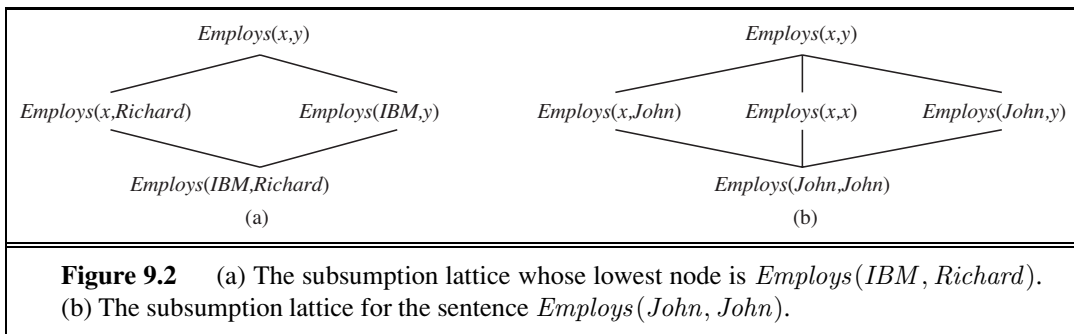 Employs(x,y) Employs(x,y)
Employs(x,Richard) Employs(IBM,y) Employs(x,John) Employs(x,x) Employs(John,y)
Employs(IBM,Richard) Employs(John,John)
(a) (b)
Figure 9.2 (a) The subsumption lattice whose lowest node is Employs(IBM, Richard).
(b) The subsumption lattice for the sentence Employs(John, John).